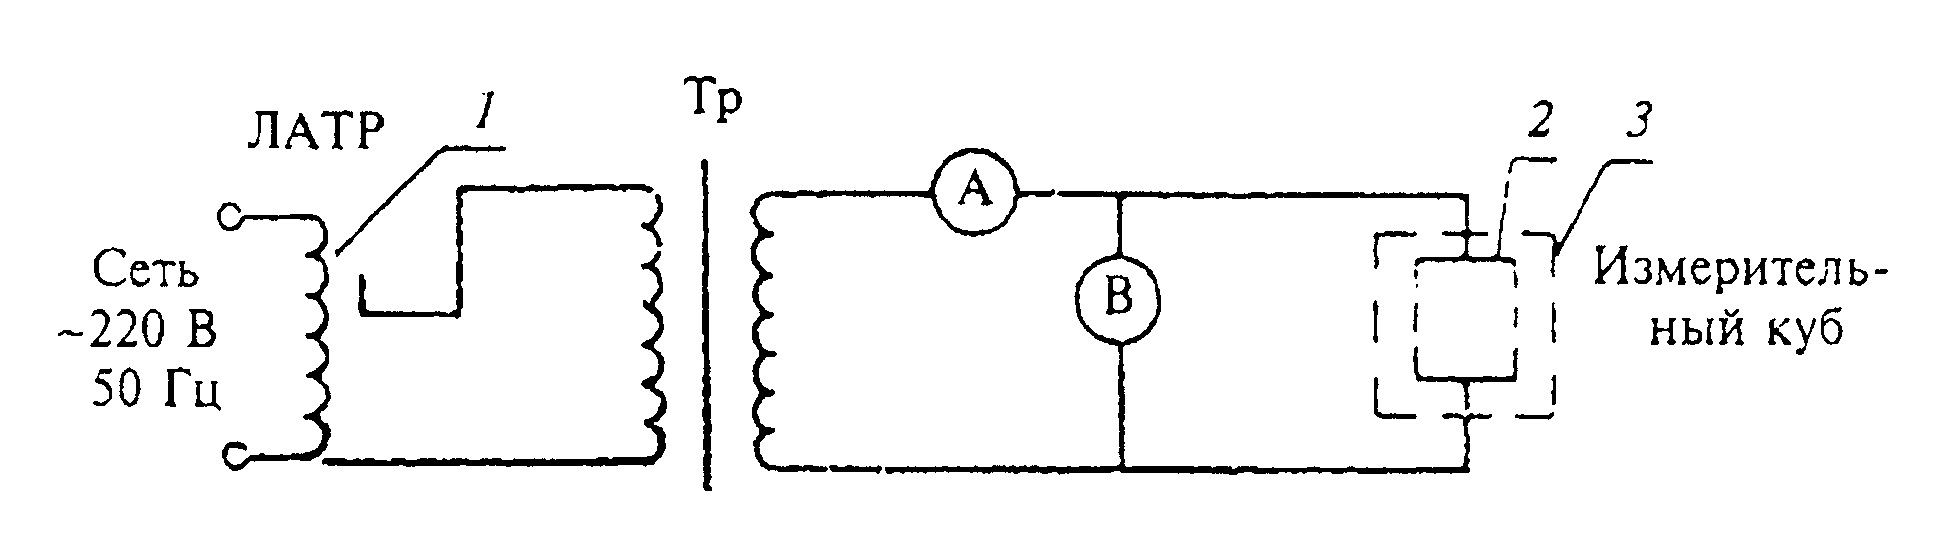 ЛАТР
1
Тр
2
3
А
В
Сеть
~220 В
50 Гц
Измеритель-
ный куб